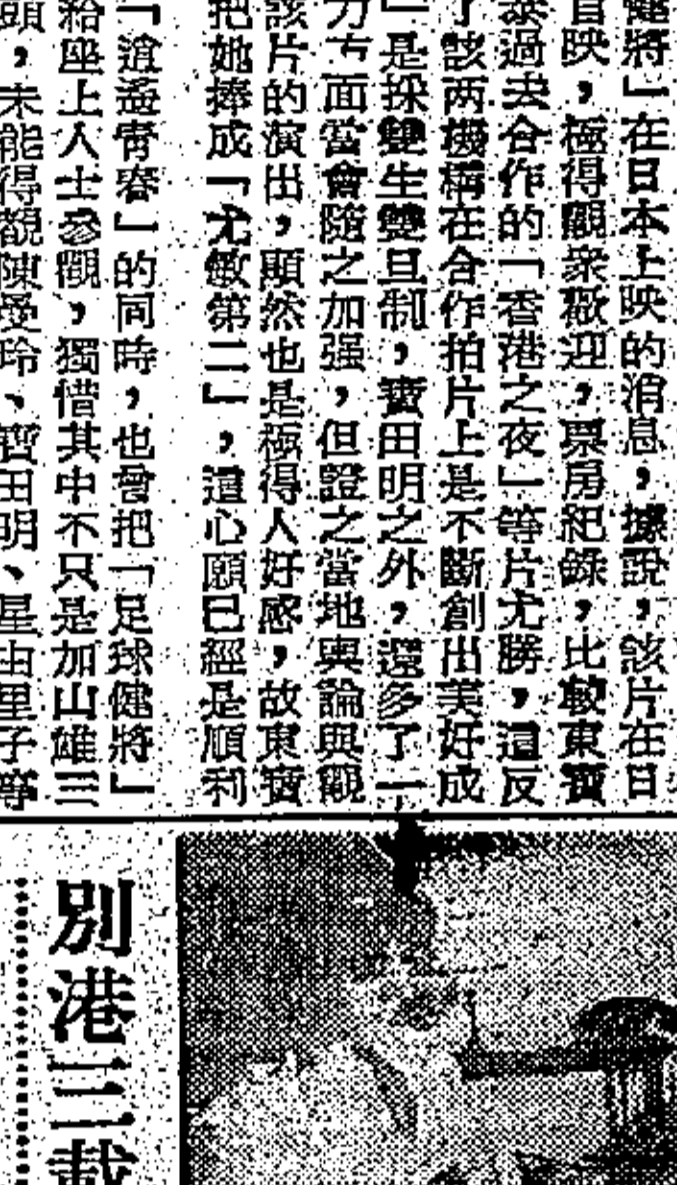 健將」在日本上映的消息，據說，該片在日
首映，極得觀衆歡迎，票房紀錄，比較東寶
泰過去合作的「香港之夜」等片尤勝，這反
了該两機構在合作拍片上是不斷創出美好成
」是採雙生雙旦制，寶田明之外，還多了一
力方面當會隨之加强，但證之當地輿論與觀
該片的演出，顯然也是極得人好感，故東寶
把她捧成「尤敏第二」，這心願已經是順利
「逍遙青春」的同時，也曾把「足球健將」
給座上人士參觀，獨惜其中不只是加山雄三
頭，未能得覩陳曼玲、寶田明、星由里子等
別港三載